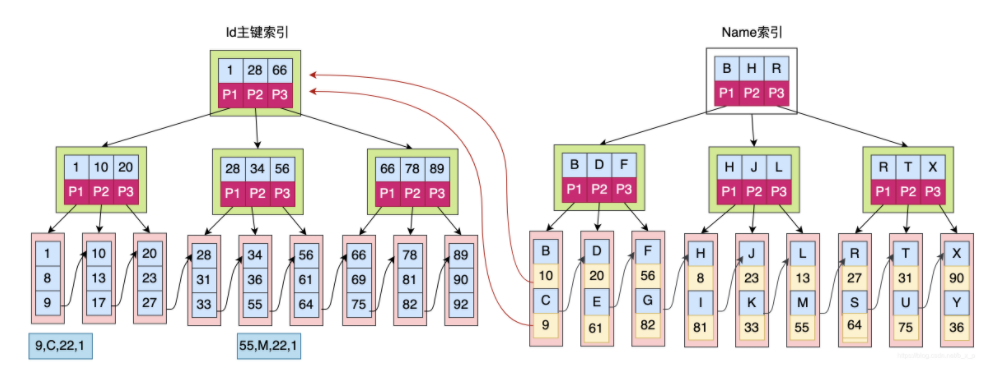 Id主键索引 Name索引
1 28 66 B H R
P1 P2 P3 P1 P2 P3
1 10 20 28 34 56 66 78 89 B D F H J L R T X
P1 P2 P3 P1 P2 P3 P1 P2 P3 P1 P2 P3 P1 P2 P3 P1 P2 P3
1 10 20 28 34 56 66 78 89 B D F H J L R T X
8 13 23 31 36 61 69 81 90 10 20 56 8 23 13 27 31 90
9 17 27 33 55 64 75 82 92 C E G I K M S U Y
9 61 82 81 33 55 64 75 36
9,C,22,1 55,M,22,1